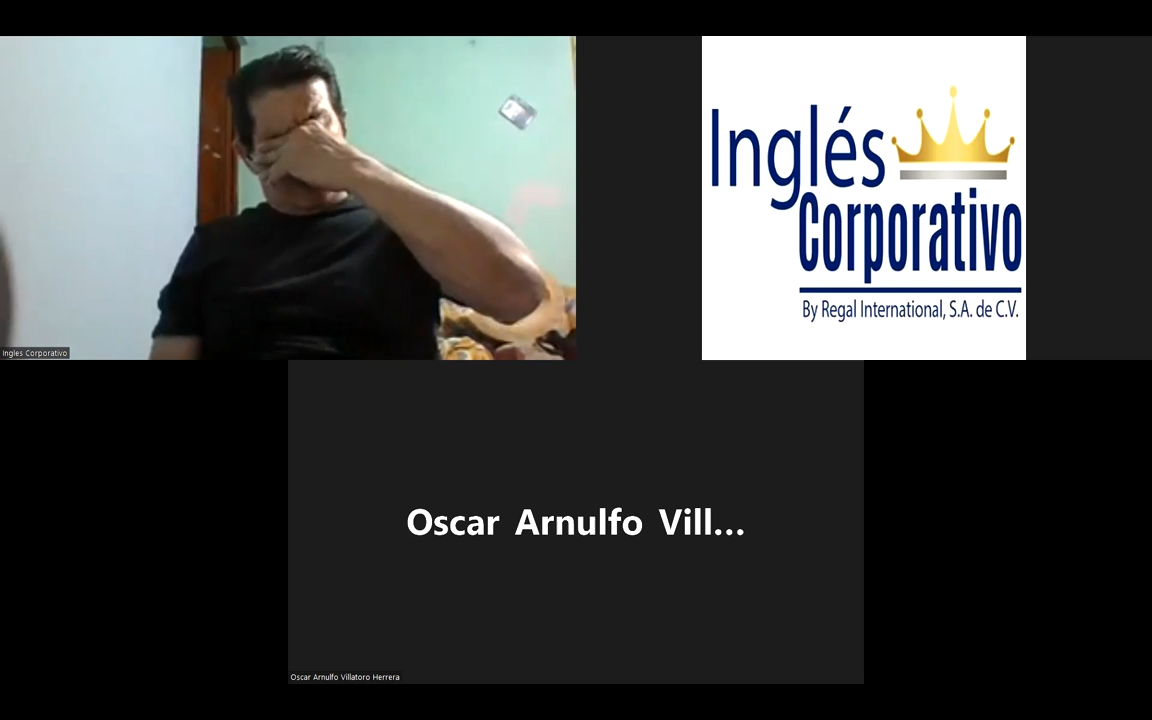 Ingles Corporativo
Inglés
Corporativo
By Regal International, S.A. de C.V.
Oscar Arnulfo Vill...
Oscar Arnulfo Villatoro Herrera